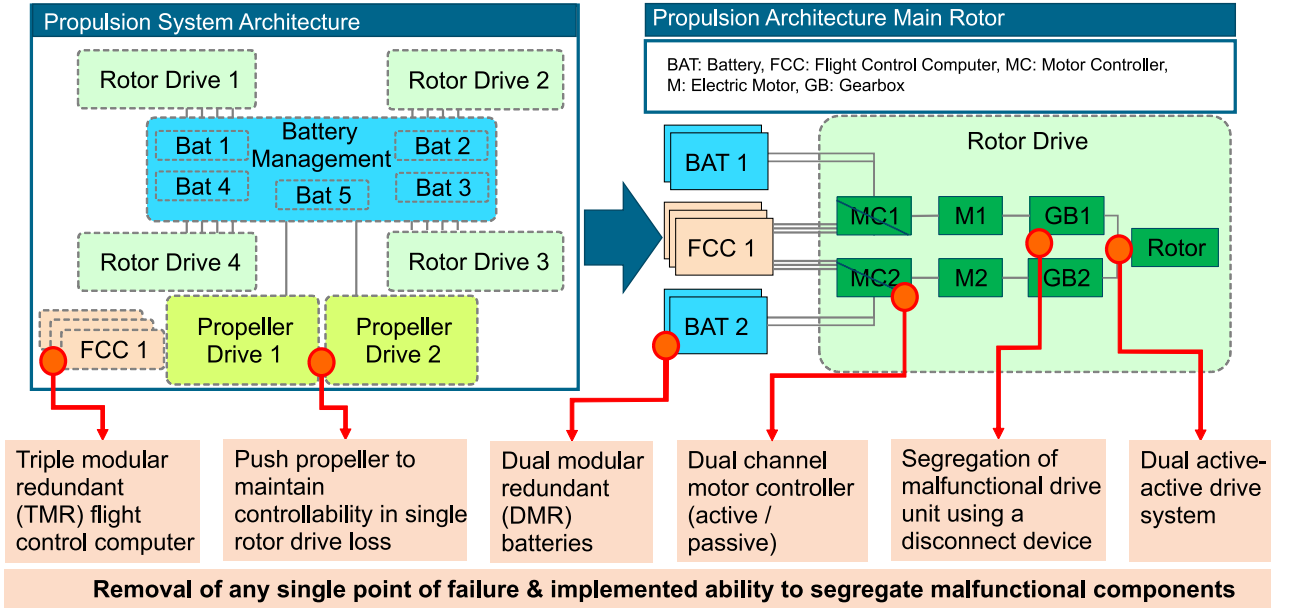 Propulsion System Architecture
Rotor Drive 1
Rotor Drive 2
Battery
Management
Bat 1
Bat 2
Bat 4
Bat 5
Bat 3
Rotor Drive 4
Rotor Drive 3
FCC 1
Propeller
Drive 1
Propeller
Drive 2
Propulsion Architecture Main Rotor
BAT: Battery, FCC: Flight Control Computer, MC: Motor Controller,
M: Electric Motor, GB: Gearbox
BAT 1
FCC 1
BAT 2
Rotor Drive
MC1
M1
GB1
Rotor
MC2
M2
GB2
Triple modular
redundant
(TMR) flight
control computer
Push propeller to
maintain
controllability in single
rotor drive loss
Dual modular
redundant
(DMR)
batteries
Dual channel
motor controller
(active /
passive)
Segregation of
malfunctional drive
unit using a
disconnect device
Dual active-
active drive
system
Removal of any single point of failure & implemented ability to segregate malfunctional components